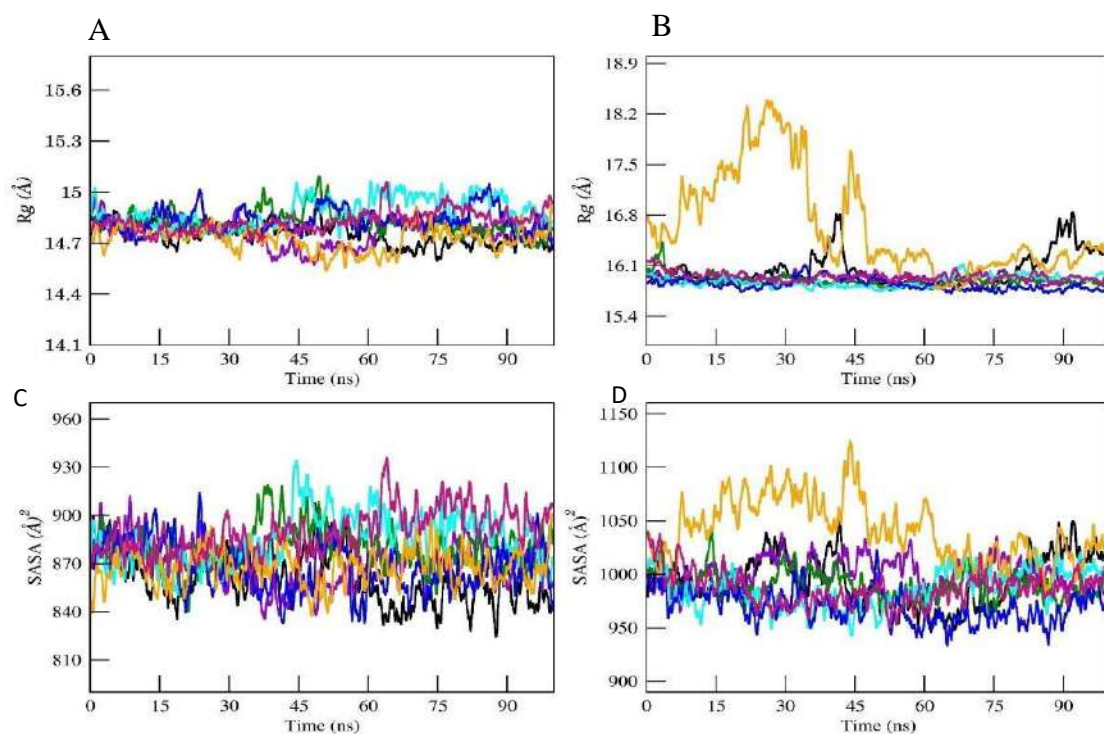 A
B
15.6
15.3
15
14.7
14.4
14.1
Rg (Å)
0 15 30 45 60 75 90
Time (ns)
18.9
18.2
17.5
16.8
16.1
15.4
Rg (Å)
0 15 30 45 60 75 90
Time (ns)
C
960
930
900
870
840
810
SASA (Å)^2
0 15 30 45 60 75 90
Time (ns)
D
1150
1100
1050
1000
950
900
SASA (Å)^2
0 15 30 45 60 75 90
Time (ns)